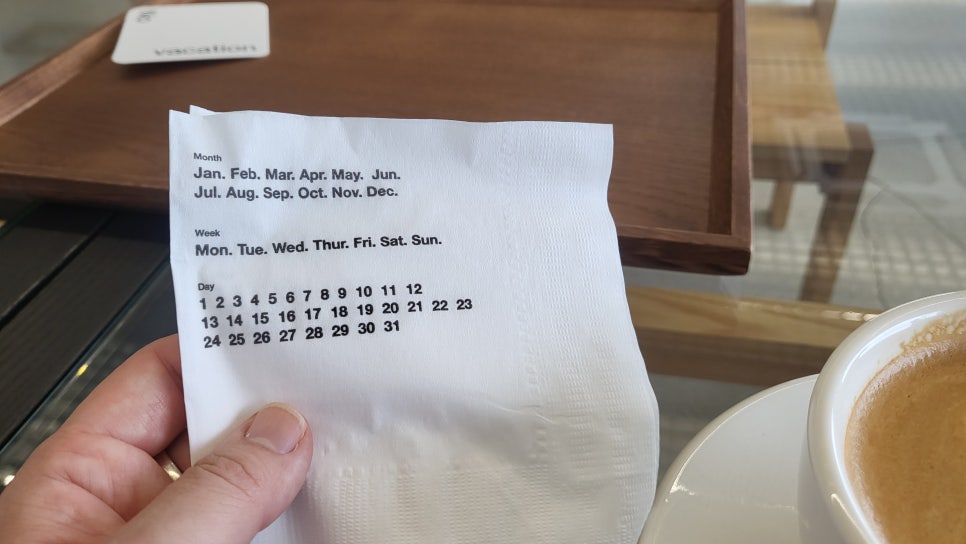 vacation
Month
Jan. Feb. Mar. Apr. May. Jun.
Jul. Aug. Sep. Oct. Nov. Dec.
Week
Mon. Tue. Wed. Thur. Fri. Sat. Sun.
Day
1 2 3 4 5 6 7 8 9 10 11 12
13 14 15 16 17 18 19 20 21 22 23
24 25 26 27 28 29 30 31